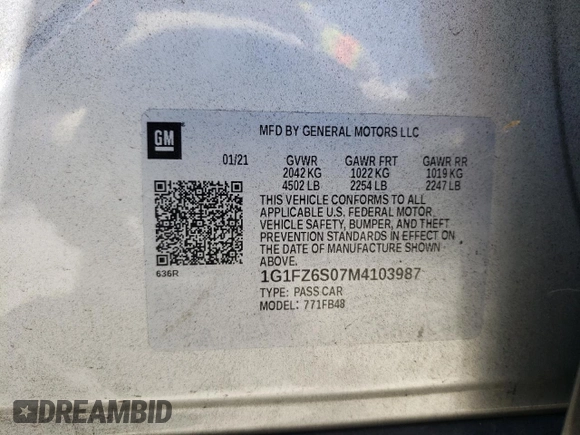 GM
MFD BY GENERAL MOTORS LLC
01/21 GVWR GAWR FRT GAWR RR
2042 KG 1022 KG 1019 KG
4502 LB 2254 LB 2247 LB
THIS VEHICLE CONFORMS TO ALL
APPLICABLE U.S. FEDERAL MOTOR
VEHICLE SAFETY, BUMPER, AND THEFT
PREVENTION STANDARDS IN EFFECT ON
THE DATE OF MANUFACTURE SHOWN
ABOVE.
636R
1G1FZ6S07M4103987
TYPE: PASS CAR
MODEL: 771FB48
DREAMBID